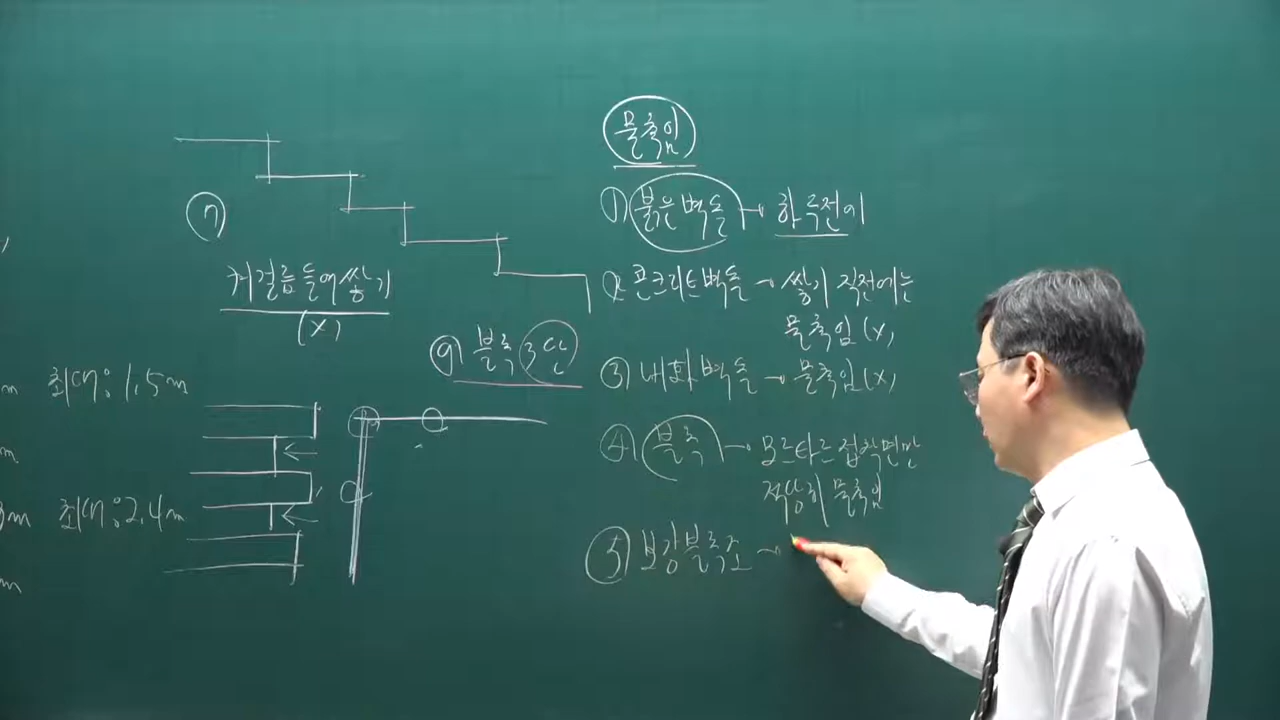 ⑦
켜걸름 들여쌓기
(X)
최대: 1.5m
최대: 2.4m
⑨ 블록 3단
물축임
① 붉은벽돌 → 하루전에
② 콘크리트벽돌 → 쌓기 직전에는
물축임(X)
③ 내화벽돌 → 물축임(X)
④ 블록 → 모르타르 접착면만
적당히 물축임
⑤ 보강블록조 →